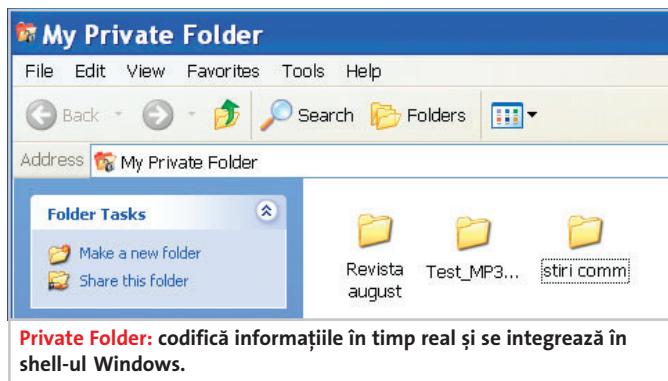 My Private Folder
File Edit View Favorites Tools Help
Back Search Folders
Address My Private Folder
Folder Tasks
Make a new folder
Share this folder
Revista
august
Test_MP3...
stiri comm
Private Folder: codifică informațiile în timp real și se integrează în
shell-ul Windows.